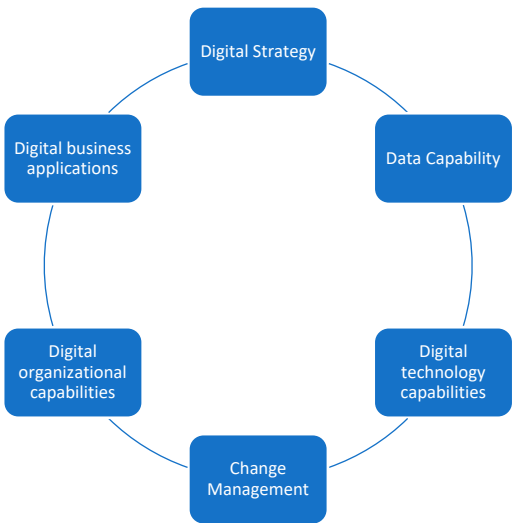 Digital Strategy
Data Capability
Digital
technology
capabilities
Change
Management
Digital
organizational
capabilities
Digital business
applications